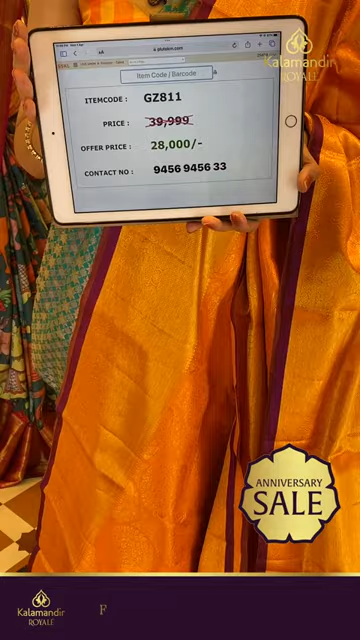 Kalamandir
ROYALE
Item Code / Barcode
ITEMCODE : GZ811
PRICE : 39,999
OFFER PRICE : 28,000/-
CONTACT NO : 9456 9456 33
ANNIVERSARY
SALE
Kalamandir
ROYALE
F